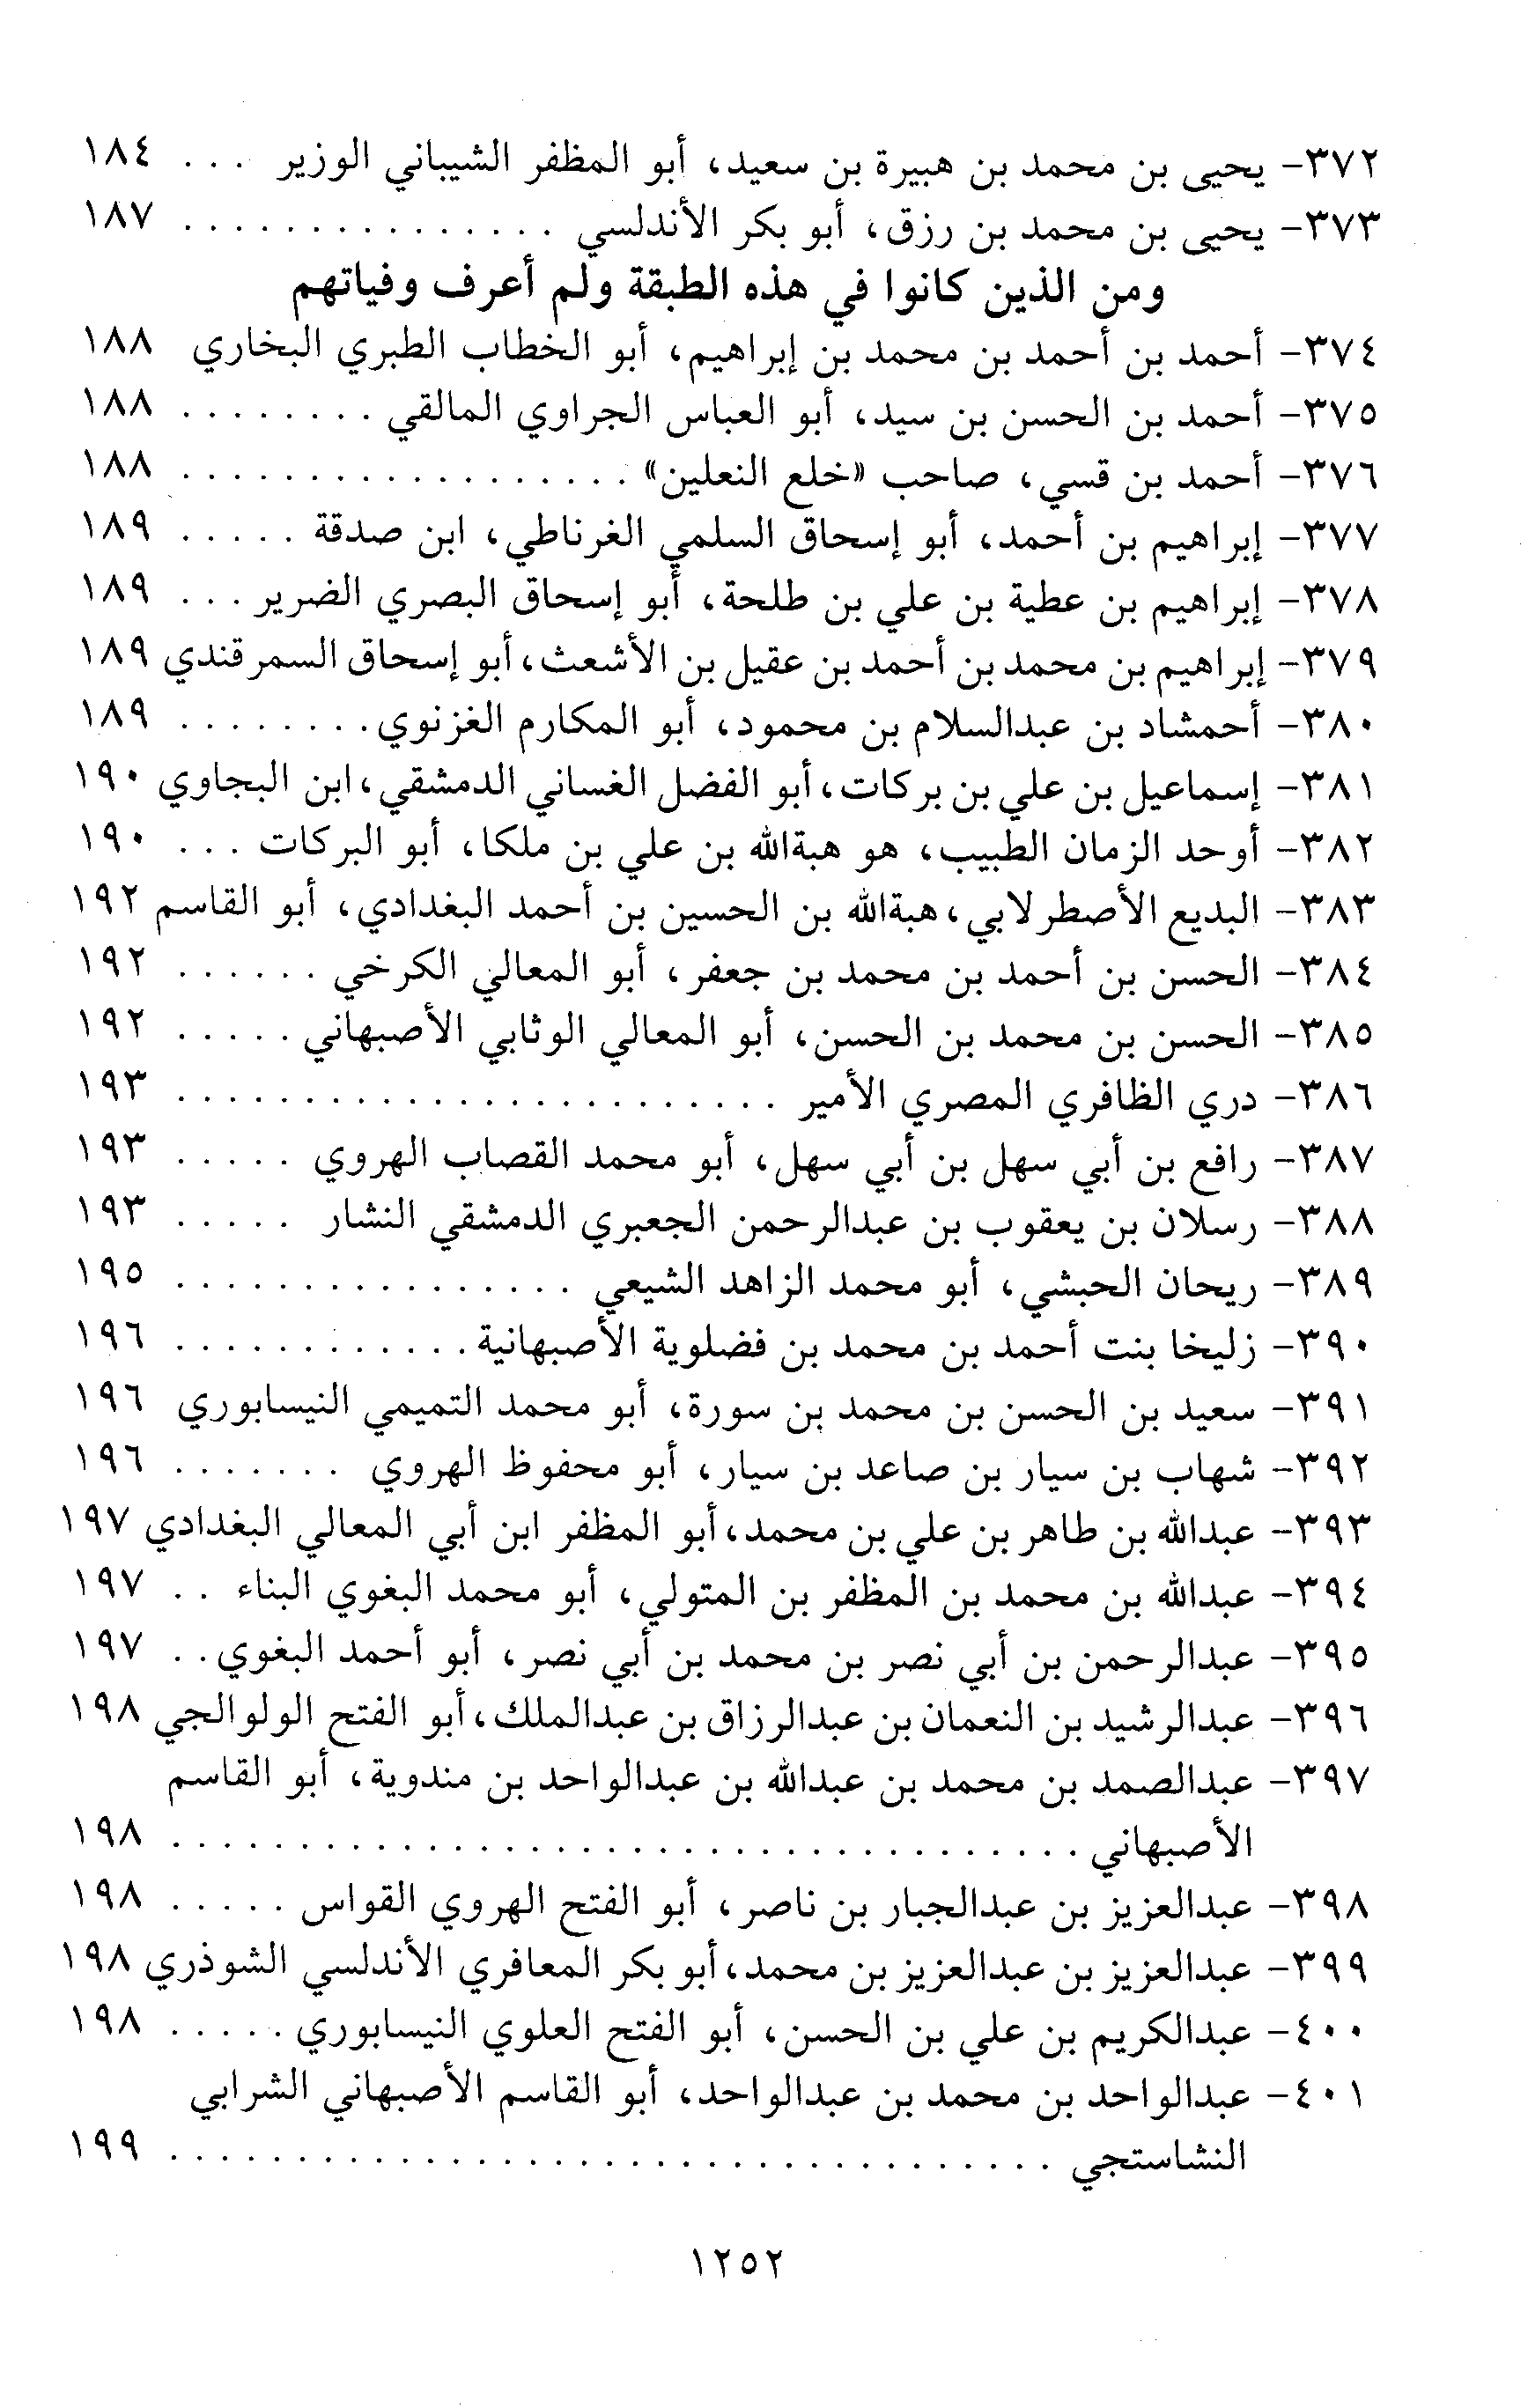 ٣٧٢- يحيى بن محمد بن هبيرة بن سعيد، أبو المظفر الشيباني الوزير . . . ١٨٤
٣٧٣- يحيى بن محمد بن رزق، أبو بكر الأندلسي . . . . . . . . . . . . . . . ١٨٧
ومن الذين كانوا في هذه الطبقة ولم أعرف وفياتهم
٣٧٤- أحمد بن أحمد بن محمد بن إبراهيم، أبو الخطاب الطبري البخاري ١٨٨
٣٧٥- أحمد بن الحسن بن سيد، أبو العباس الجراوي المالقي . . . . . . . . ١٨٨
٣٧٦- أحمد بن قسي، صاحب «خلع النعلين» . . . . . . . . . . . . . . . . . . ١٨٨
٣٧٧- إبراهيم بن أحمد، أبو إسحاق السلمي الغرناطي، ابن صدقة . . . . . ١٨٩
٣٧٨- إبراهيم بن عطية بن علي بن طلحة، أبو إسحاق البصري الضرير . . . ١٨٩
٣٧٩- إبراهيم بن محمد بن أحمد بن عقيل بن الأشعث، أبو إسحاق السمرقندي ١٨٩
٣٨٠- أحمشاد بن عبدالسلام بن محمود، أبو المكارم الغزنوي . . . . . . . . ١٨٩
٣٨١- إسماعيل بن علي بن بركات، أبو الفضل الغساني الدمشقي، ابن البجاوي ١٩٠
٣٨٢- أوحد الزمان الطبيب، هو هبةالله بن علي بن ملكا، أبو البركات . . . ١٩٠
٣٨٣- البديع الأصطرلابي، هبةالله بن الحسين بن أحمد البغدادي، أبو القاسم ١٩٢
٣٨٤- الحسن بن أحمد بن محمد بن جعفر، أبو المعالي الكرخي . . . . . . ١٩٢
٣٨٥- الحسن بن محمد بن الحسن، أبو المعالي الوثابي الأصبهاني . . . . . ١٩٢
٣٨٦- دري الظافري المصري الأمير . . . . . . . . . . . . . . . . . . . . . . . . ١٩٣
٣٨٧- رافع بن أبي سهل بن أبي سهل، أبو محمد القصاب الهروي . . . . . ١٩٣
٣٨٨- رسلان بن يعقوب بن عبدالرحمن الجعبري الدمشقي النشار . . . . . ١٩٣
٣٨٩- ريحان الحبشي، أبو محمد الزاهد الشيعي . . . . . . . . . . . . . . . . ١٩٥
٣٩٠- زليخا بنت أحمد بن محمد بن فضلوية الأصبهانية . . . . . . . . . . . . ١٩٦
٣٩١- سعيد بن الحسن بن محمد بن سورة، أبو محمد التميمي النيسابوري ١٩٦
٣٩٢- شهاب بن سيار بن صاعد بن سيار، أبو محفوظ الهروي . . . . . . . ١٩٦
٣٩٣- عبدالله بن طاهر بن علي بن محمد، أبو المظفر ابن أبي المعالي البغدادي ١٩٧
٣٩٤- عبدالله بن محمد بن المظفر بن المتولي، أبو محمد البغوي البناء . . ١٩٧
٣٩٥- عبدالرحمن بن أبي نصر بن محمد بن أبي نصر، أبو أحمد البغوي . . ١٩٧
٣٩٦- عبدالرشيد بن النعمان بن عبدالرزاق بن عبدالملك، أبو الفتح الولوالجي ١٩٨
٣٩٧- عبدالصمد بن محمد بن عبدالله بن عبدالواحد بن مندوية، أبو القاسم
الأصبهاني . . . . . . . . . . . . . . . . . . . . . . . . . . . . . . . . . . . . ١٩٨
٣٩٨- عبدالعزيز بن عبدالجبار بن ناصر، أبو الفتح الهروي القواس . . . . . ١٩٨
٣٩٩- عبدالعزيز بن عبدالعزيز بن محمد، أبو بكر المعافري الأندلسي الشوذري ١٩٨
٤٠٠- عبدالكريم بن علي بن الحسن، أبو الفتح العلوي النيسابوري . . . . . ١٩٨
٤٠١- عبدالواحد بن محمد بن عبدالواحد، أبو القاسم الأصبهاني الشرابي
النشاستجي . . . . . . . . . . . . . . . . . . . . . . . . . . . . . . . . . . . ١٩٩
١٢٥٢